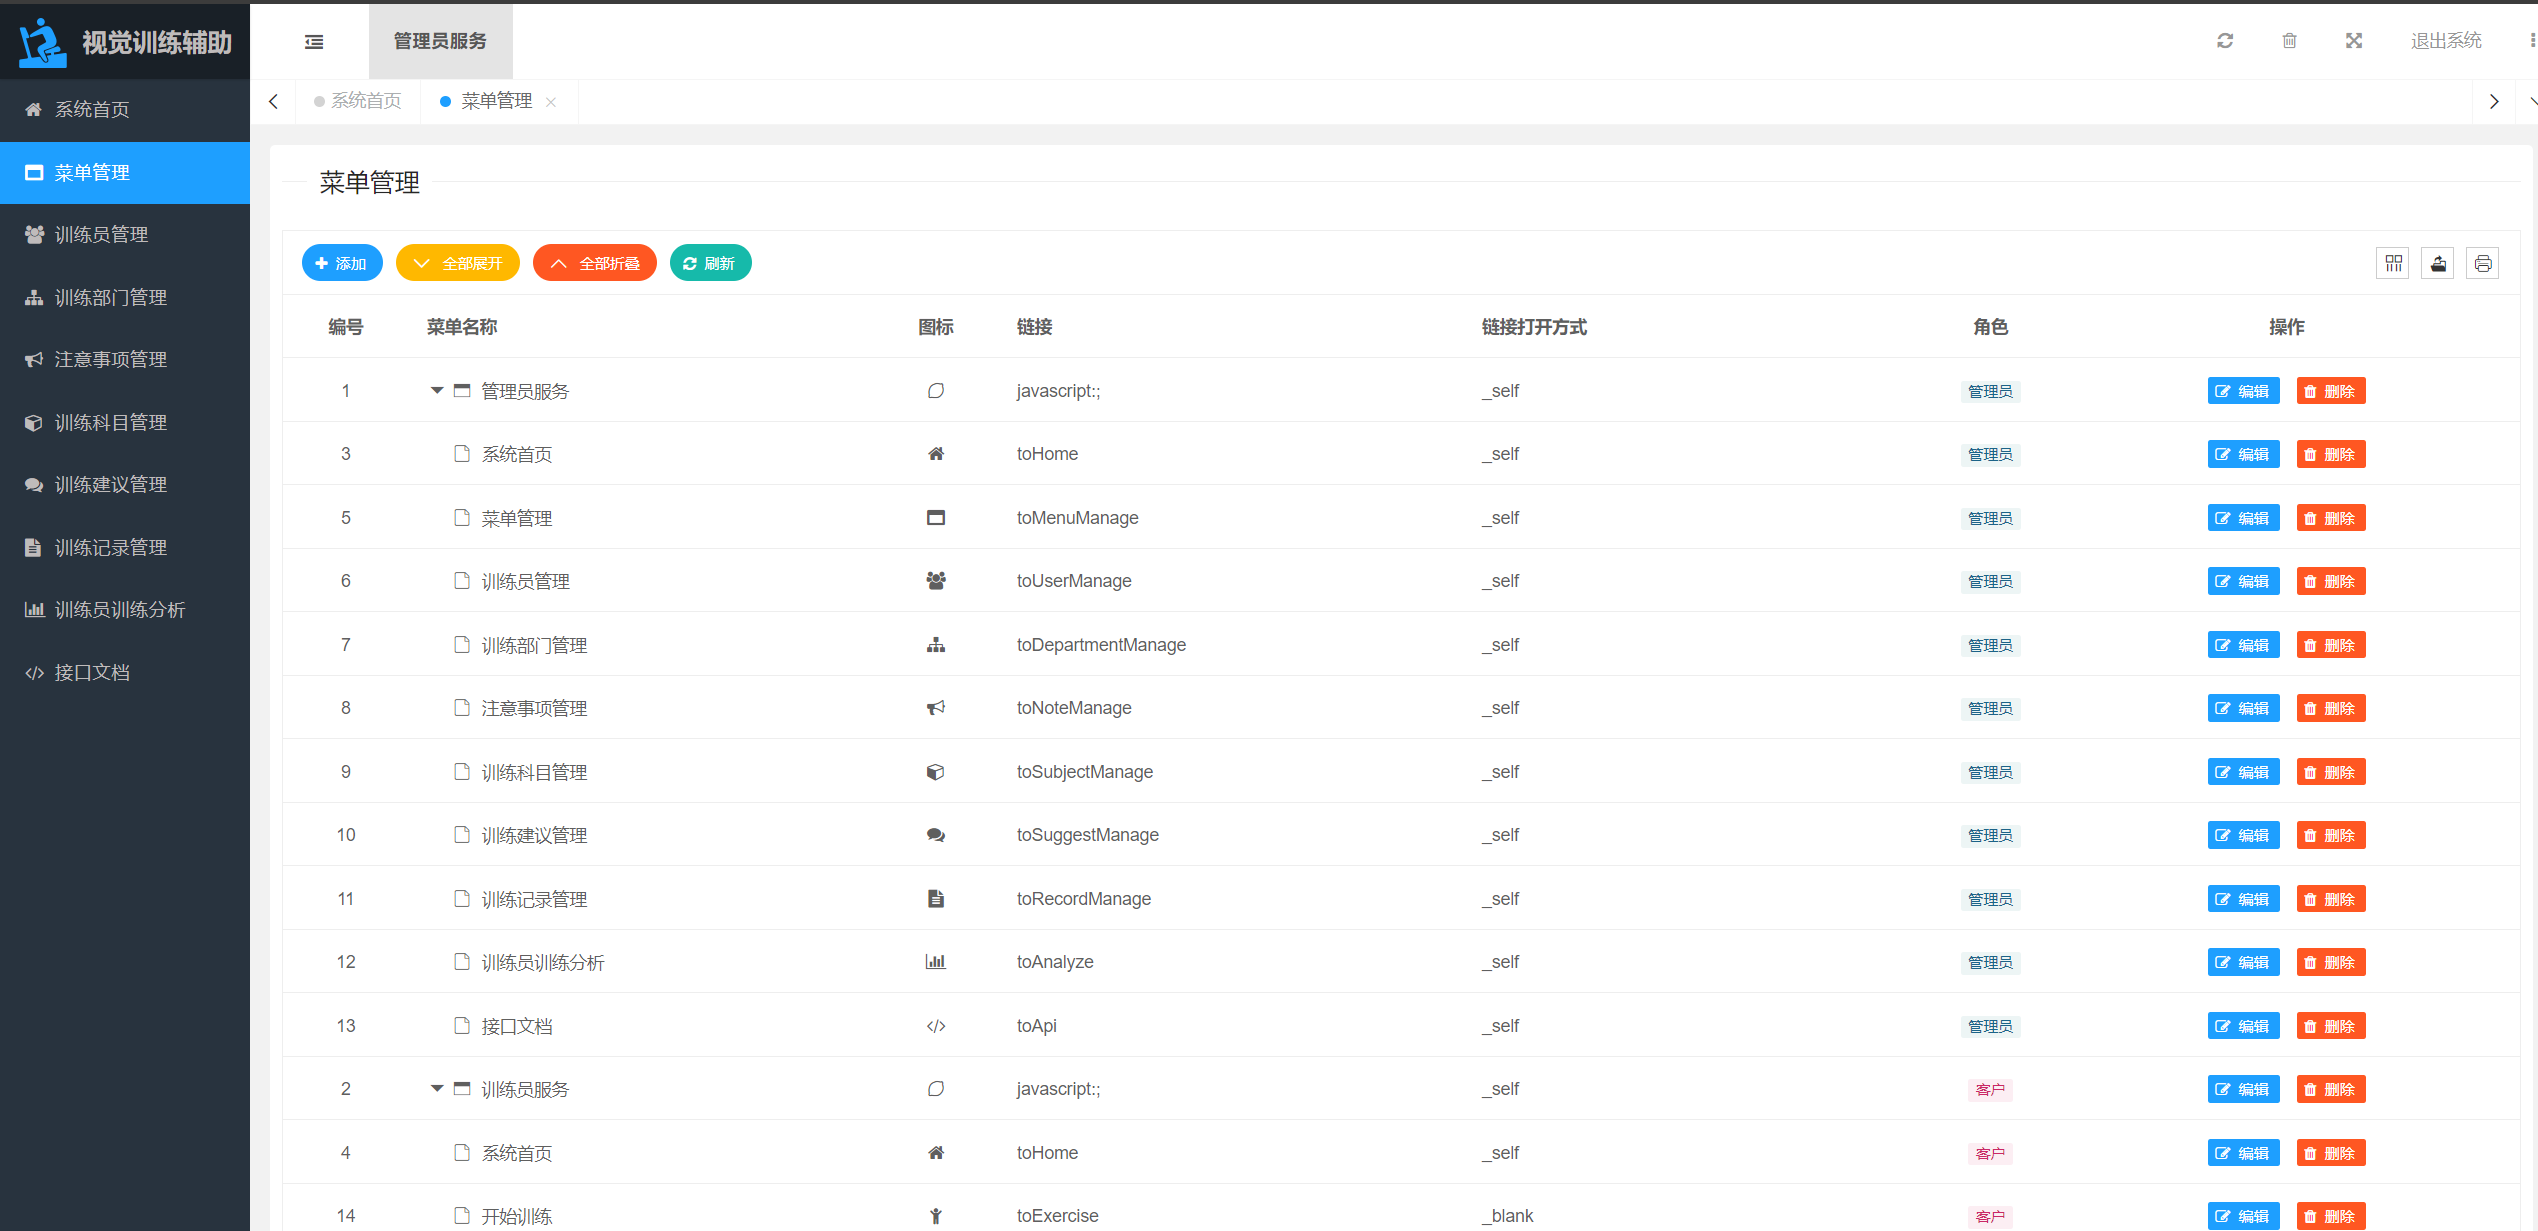 视觉训练辅助
管理员服务
退出系统
系统首页
菜单管理
系统首页
菜单管理
训练员管理
训练部门管理
注意事项管理
训练科目管理
训练建议管理
训练记录管理
训练员训练分析
接口文档
菜单管理
添加 全部展开 全部折叠 刷新
编号 菜单名称 图标 链接 链接打开方式 角色 操作
1 管理员服务 javascript:; _self 管理员 编辑 删除
3 系统首页 toHome _self 管理员 编辑 删除
5 菜单管理 toMenuManage _self 管理员 编辑 删除
6 训练员管理 toUserManage _self 管理员 编辑 删除
7 训练部门管理 toDepartmentManage _self 管理员 编辑 删除
8 注意事项管理 toNoteManage _self 管理员 编辑 删除
9 训练科目管理 toSubjectManage _self 管理员 编辑 删除
10 训练建议管理 toSuggestManage _self 管理员 编辑 删除
11 训练记录管理 toRecordManage _self 管理员 编辑 删除
12 训练员训练分析 toAnalyze _self 管理员 编辑 删除
13 接口文档 toApi _self 管理员 编辑 删除
2 训练员服务 javascript:; _self 客户 编辑 删除
4 系统首页 toHome _self 客户 编辑 删除
14 开始训练 toExercise _blank 客户 编辑 删除